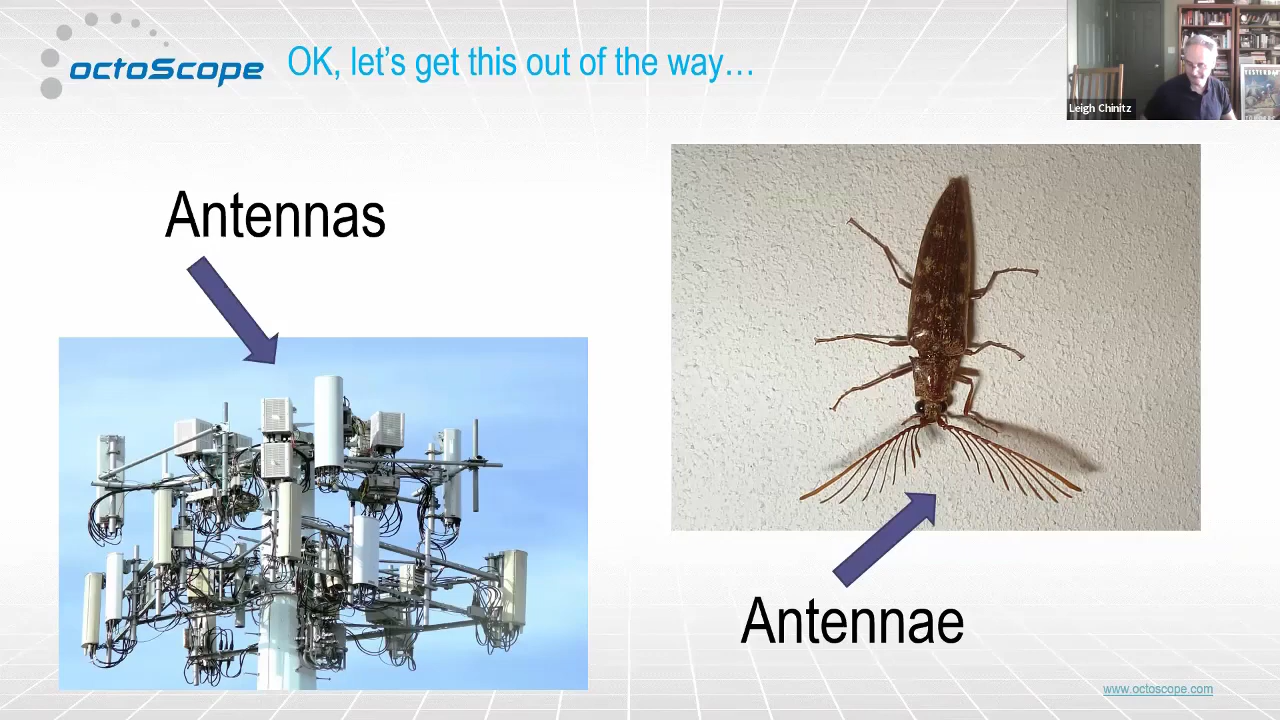 octoScope
OK, let's get this out of the way…
Leigh Chinitz
Antennas
Antennae
www.octoscope.com